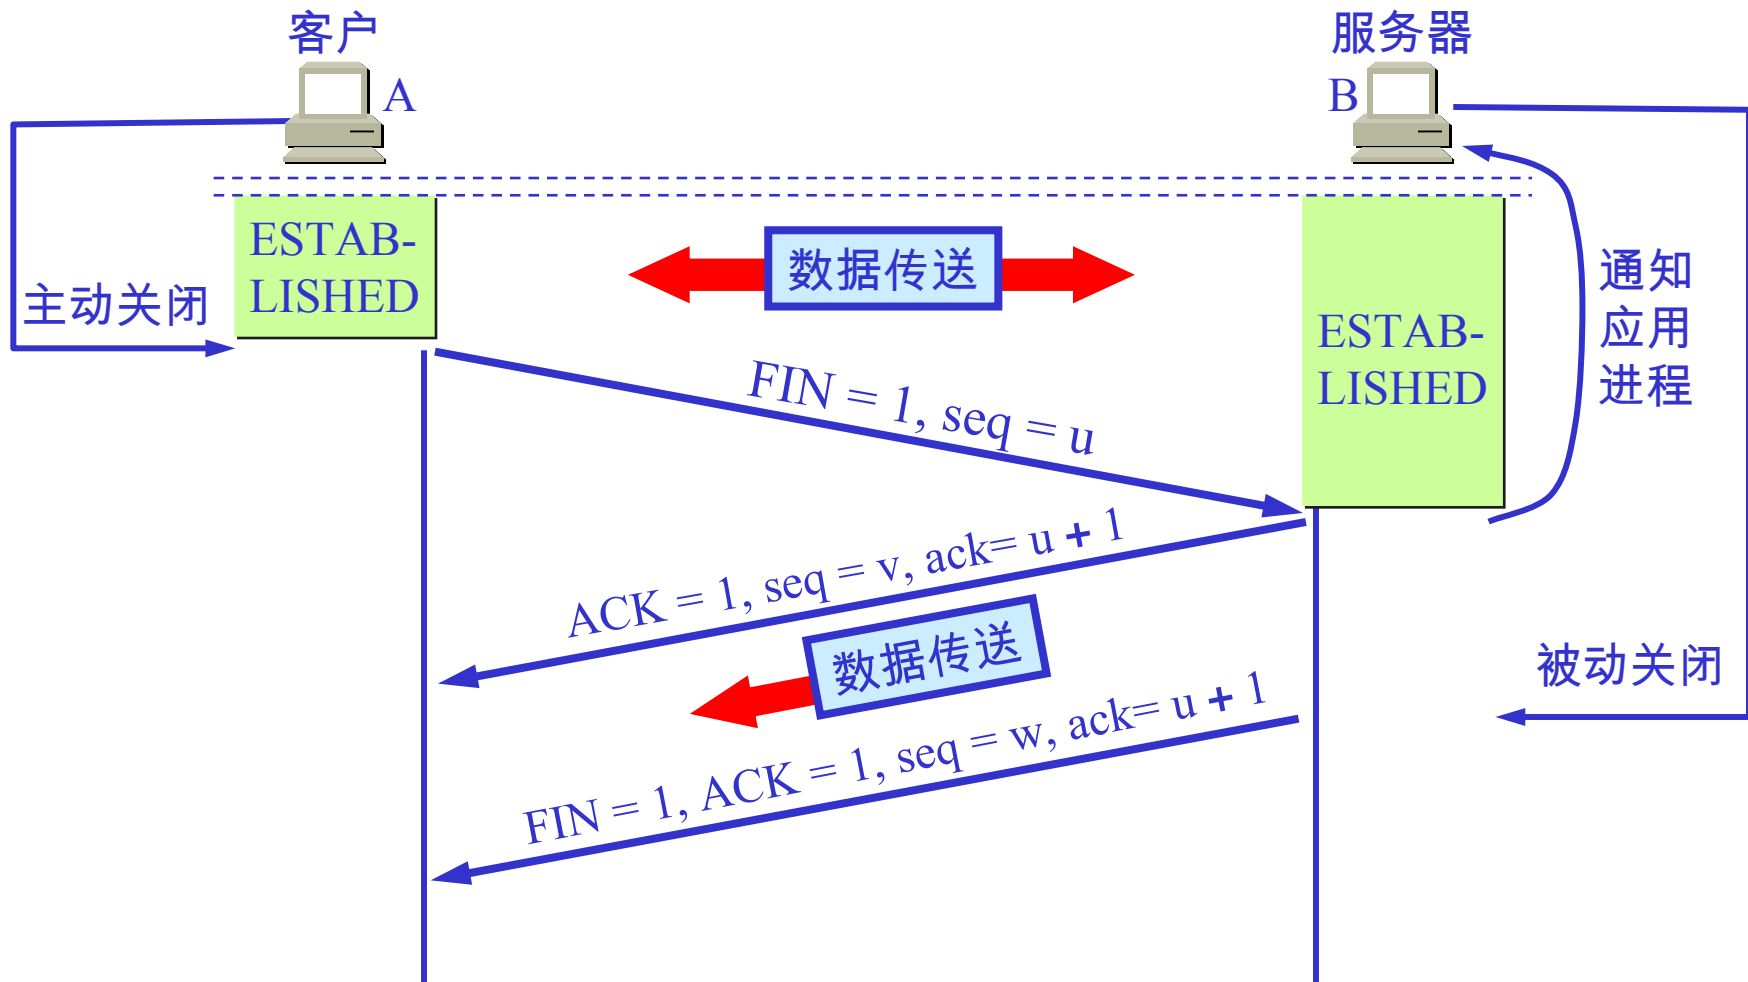 客户
服务器
A
B
ESTAB-
LISHED
数据传送
主动关闭
通知
应用
进程
ESTAB-
LISHED
FIN = 1, seq = u
ACK = 1, seq = v, ack= u + 1
数据传送
被动关闭
FIN = 1, ACK = 1, seq = w, ack= u + 1